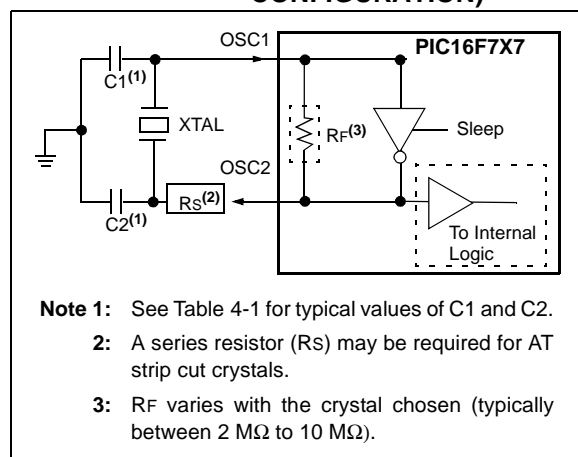 CONFIGURATION)
OSC1
PIC16F7X7
C1(1)
XTAL
RF(3)
Sleep
OSC2
C2(1)
RS(2)
To Internal
Logic
Note 1: See Table 4-1 for typical values of C1 and C2.
2: A series resistor (RS) may be required for AT
strip cut crystals.
3: RF varies with the crystal chosen (typically
between 2 MΩ to 10 MΩ).